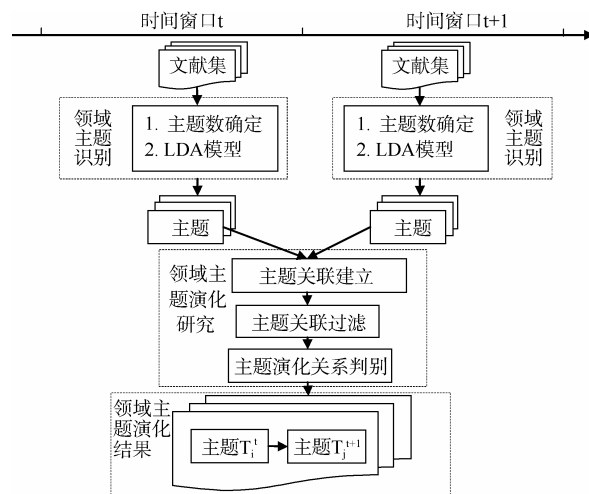 时间窗口t
时间窗口t+1
文献集
文献集
领域
主题
识别
1. 主题数确定
2. LDA模型
1. 主题数确定
2. LDA模型
领域
主题
识别
主题
主题
领域主
题演化
研究
主题关联建立
主题关联过滤
主题演化关系判别
领域主
题演化
结果
主题Tᵢᵗ
主题Tⱼᵗ⁺¹